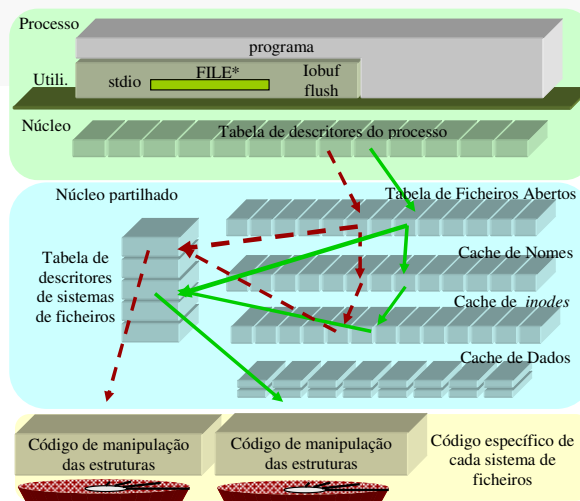 Processo
programa
Utili.
stdio
FILE*
Iobuf
flush
Núcleo
Tabela de descritores do processo
Núcleo partilhado
Tabela de Ficheiros Abertos
Tabela de
descritores
de sistemas
de ficheiros
Cache de Nomes
Cache de inodes
Cache de Dados
Código de manipulação
das estruturas
Código de manipulação
das estruturas
Código específico de
cada sistema de
ficheiros